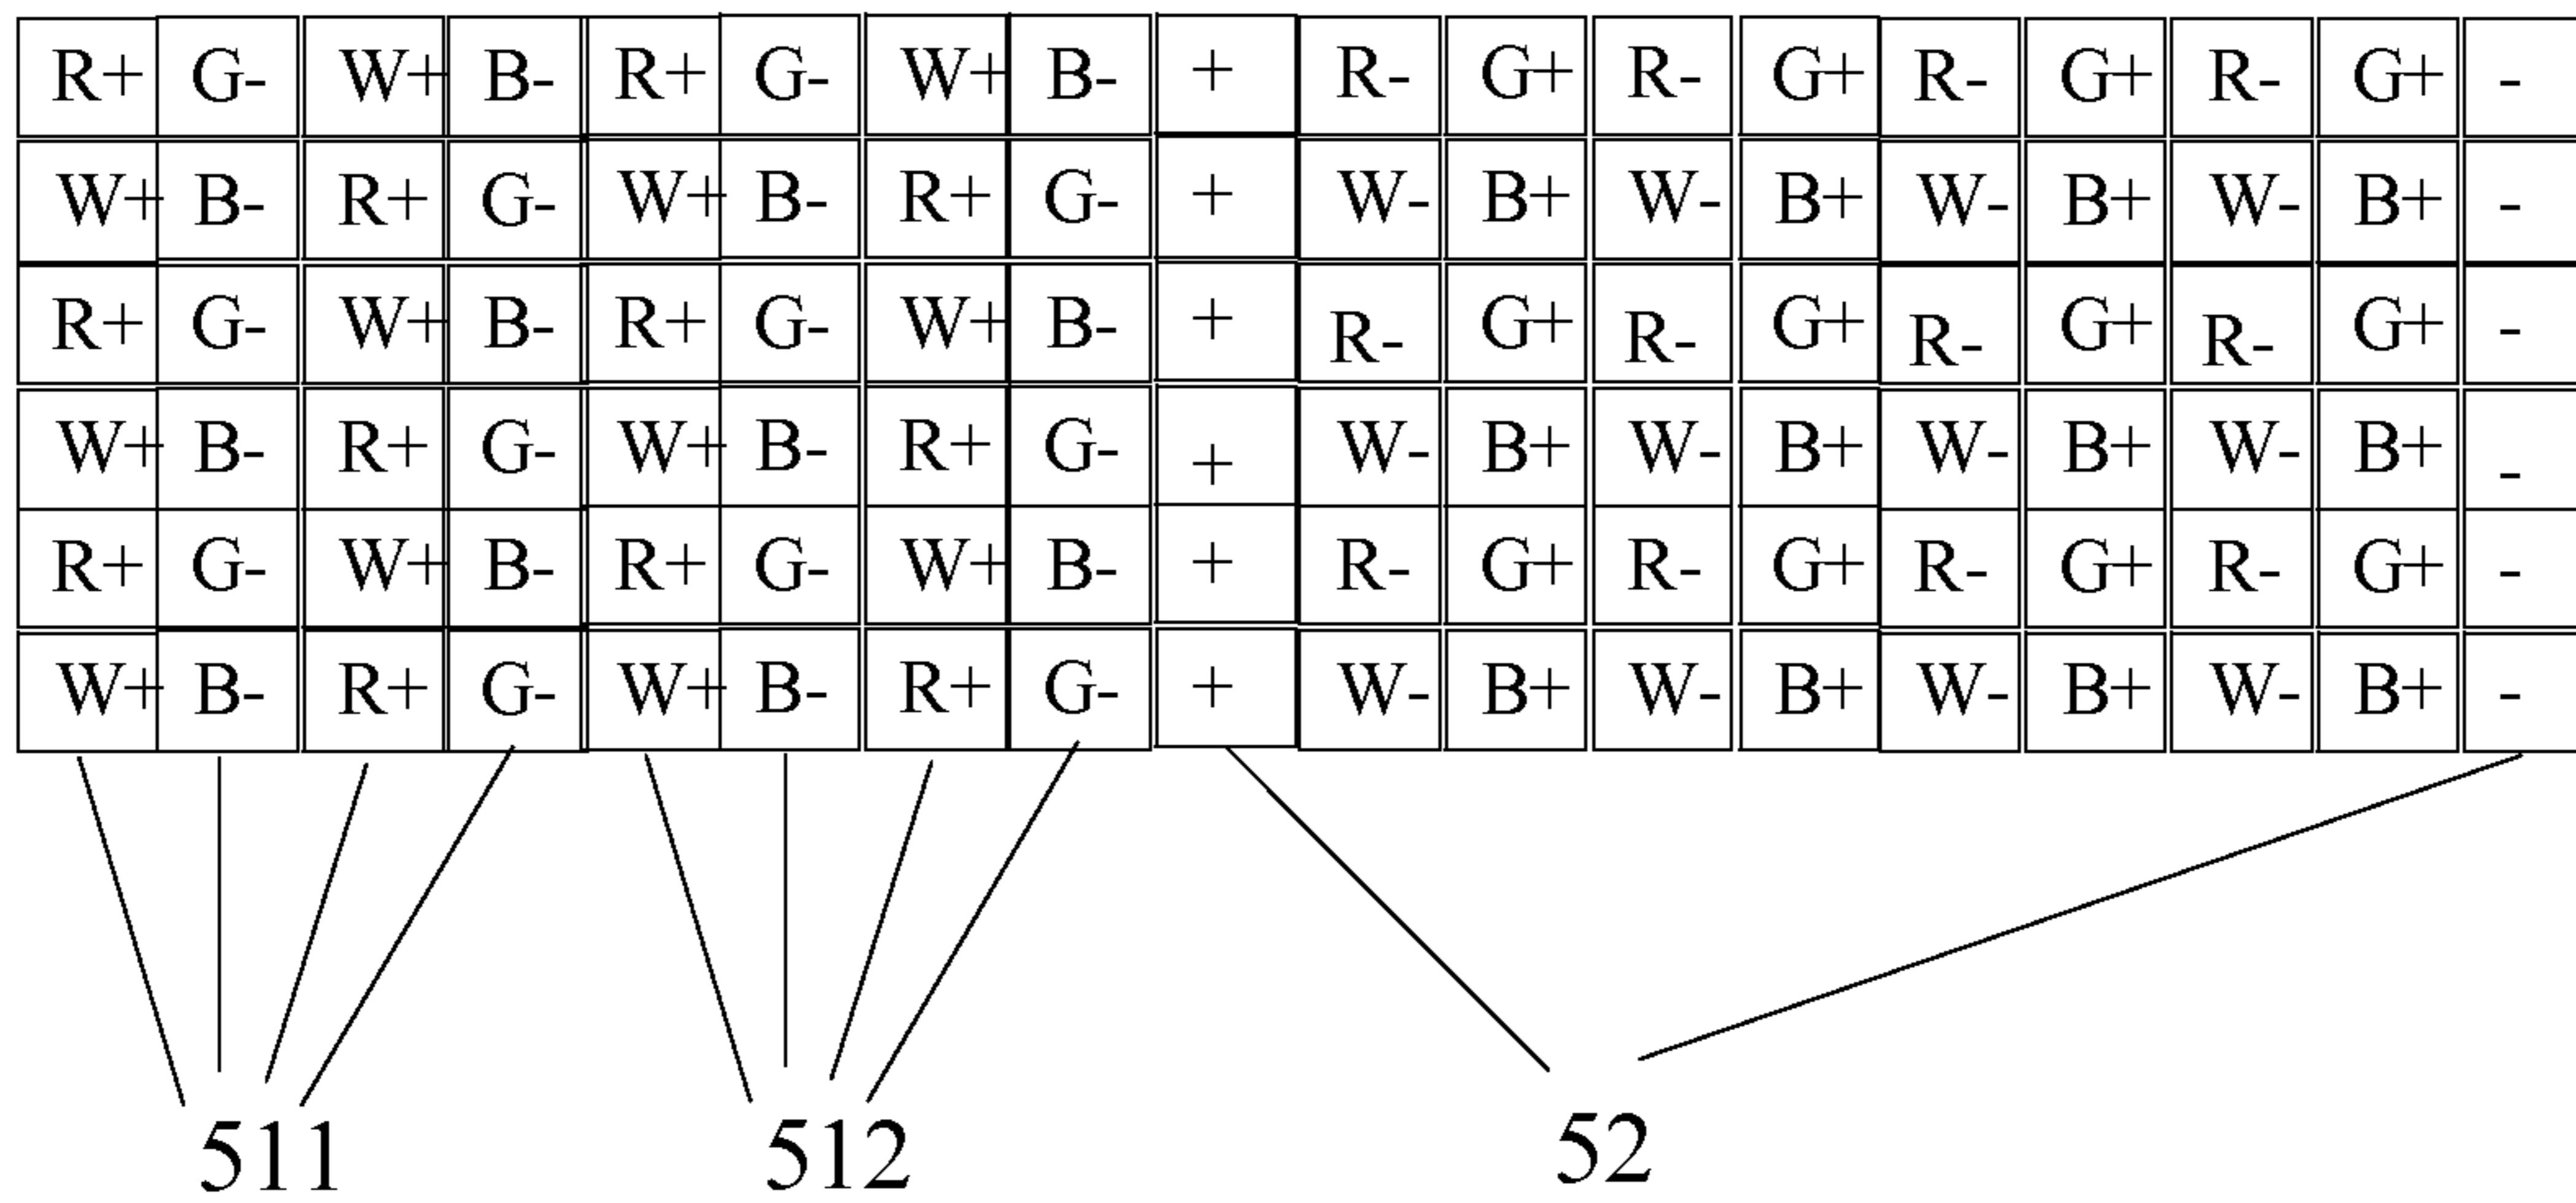 R+ G- W+ B- R+ G- W+ B- + R- G+ R- G+ R- G+ R- G+ -
W+ B- R+ G- W+ B- R+ G- + W- B+ W- B+ W- B+ W- B+ -
R+ G- W+ B- R+ G- W+ B- + R- G+ R- G+ R- G+ R- G+ -
W+ B- R+ G- W+ B- R+ G- + W- B+ W- B+ W- B+ W- B+ -
R+ G- W+ B- R+ G- W+ B- + R- G+ R- G+ R- G+ R- G+ -
W+ B- R+ G- W+ B- R+ G- + W- B+ W- B+ W- B+ W- B+ -
511 512 52